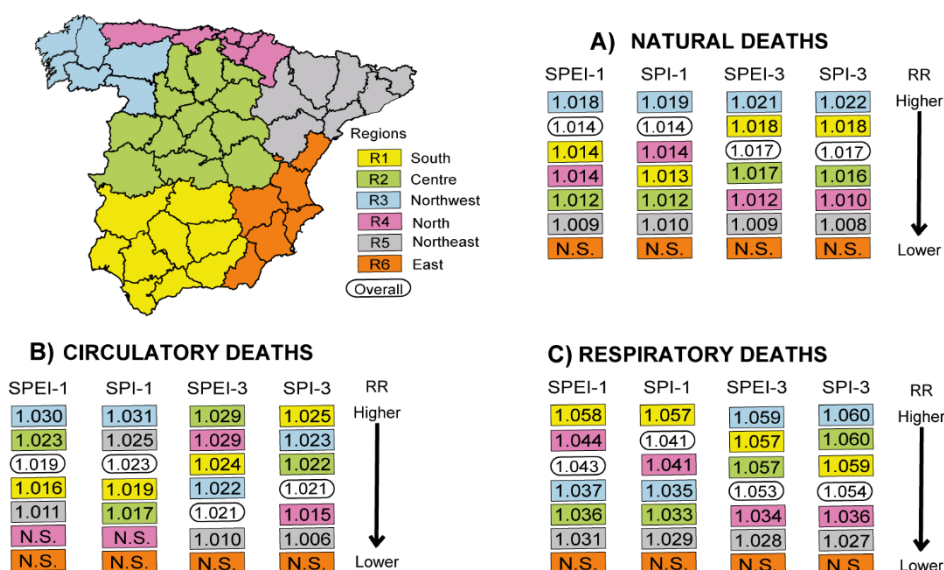 Regions
R1 South
R2 Centre
R3 Northwest
R4 North
R5 Northeast
R6 East
Overall
A) NATURAL DEATHS
SPEI-1 SPI-1 SPEI-3 SPI-3 RR
1.018 1.019 1.021 1.022 Higher
1.014 1.014 1.018 1.018
1.014 1.014 1.017 1.017
1.014 1.013 1.017 1.016
1.012 1.012 1.012 1.010
1.009 1.010 1.009 1.008
N.S. N.S. N.S. N.S. Lower
B) CIRCULATORY DEATHS
SPEI-1 SPI-1 SPEI-3 SPI-3 RR
1.030 1.031 1.029 1.025 Higher
1.023 1.025 1.029 1.023
1.019 1.023 1.024 1.022
1.016 1.019 1.022 1.021
1.011 1.017 1.021 1.015
N.S. N.S. 1.010 1.006
N.S. N.S. N.S. N.S. Lower
C) RESPIRATORY DEATHS
SPEI-1 SPI-1 SPEI-3 SPI-3 RR
1.058 1.057 1.059 1.060 Higher
1.044 1.041 1.057 1.060
1.043 1.041 1.057 1.059
1.037 1.035 1.053 1.054
1.036 1.033 1.034 1.036
1.031 1.029 1.028 1.027
N.S. N.S. N.S. N.S. Lower